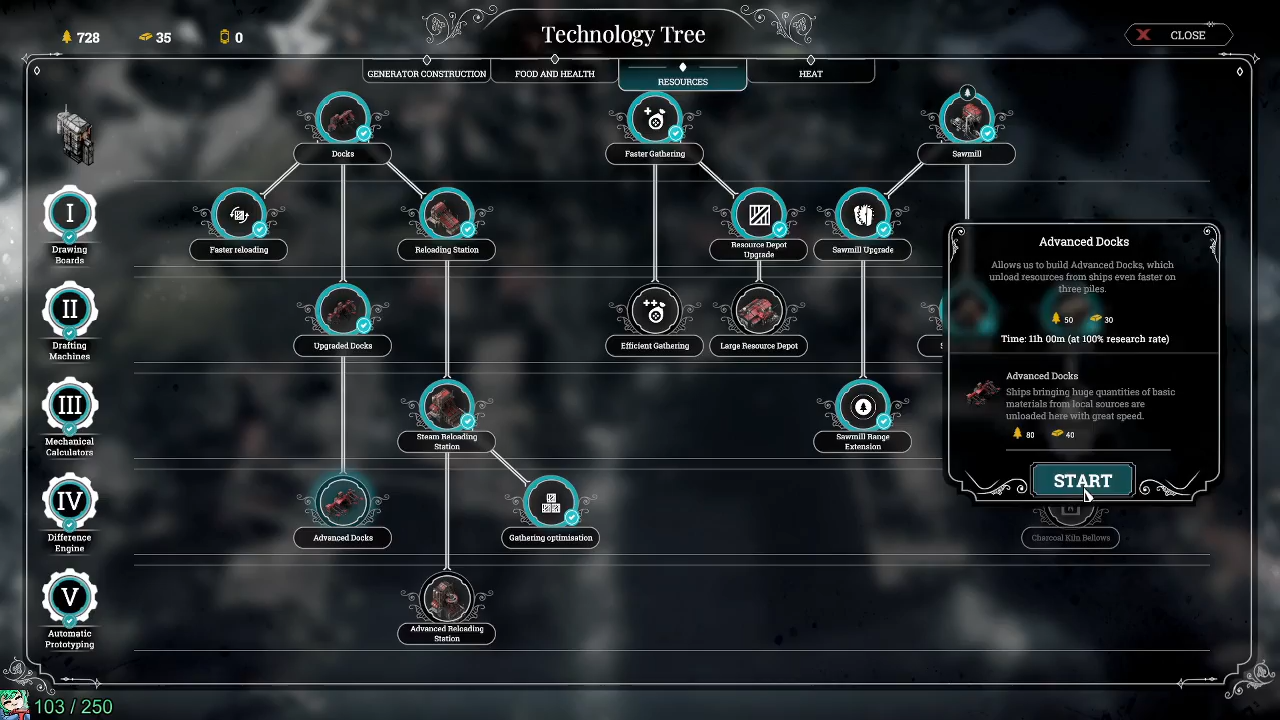 728
35
0
Technology Tree
CLOSE
GENERATOR CONSTRUCTION
FOOD AND HEALTH
RESOURCES
HEAT
Docks
Faster Gathering
Sawmill
I
Drawing
Boards
Faster reloading
Reloading Station
Resource Depot
Upgrade
Sawmill Upgrade
II
Drafting
Machines
Upgraded Docks
Efficient Gathering
Large Resource Depot
III
Mechanical
Calculators
Steam Reloading
Station
Sawmill Range
Extension
IV
Difference
Engine
Advanced Docks
Gathering optimisation
Charcoal Kiln Bellows
V
Automatic
Prototyping
Advanced Reloading
Station
Advanced Docks
Allows us to build Advanced Docks, which
unload resources from ships even faster on
three piles.
50 30
Time: 11h 00m (at 100% research rate)
Advanced Docks
Ships bringing huge quantities of basic
materials from local sources are
unloaded here with great speed.
80 40
START
103 / 250